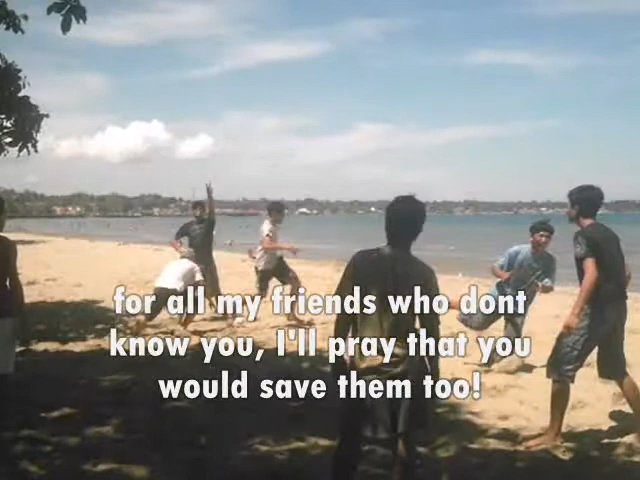 for all my friends who dont
know you, I'll pray that you
would save them too!